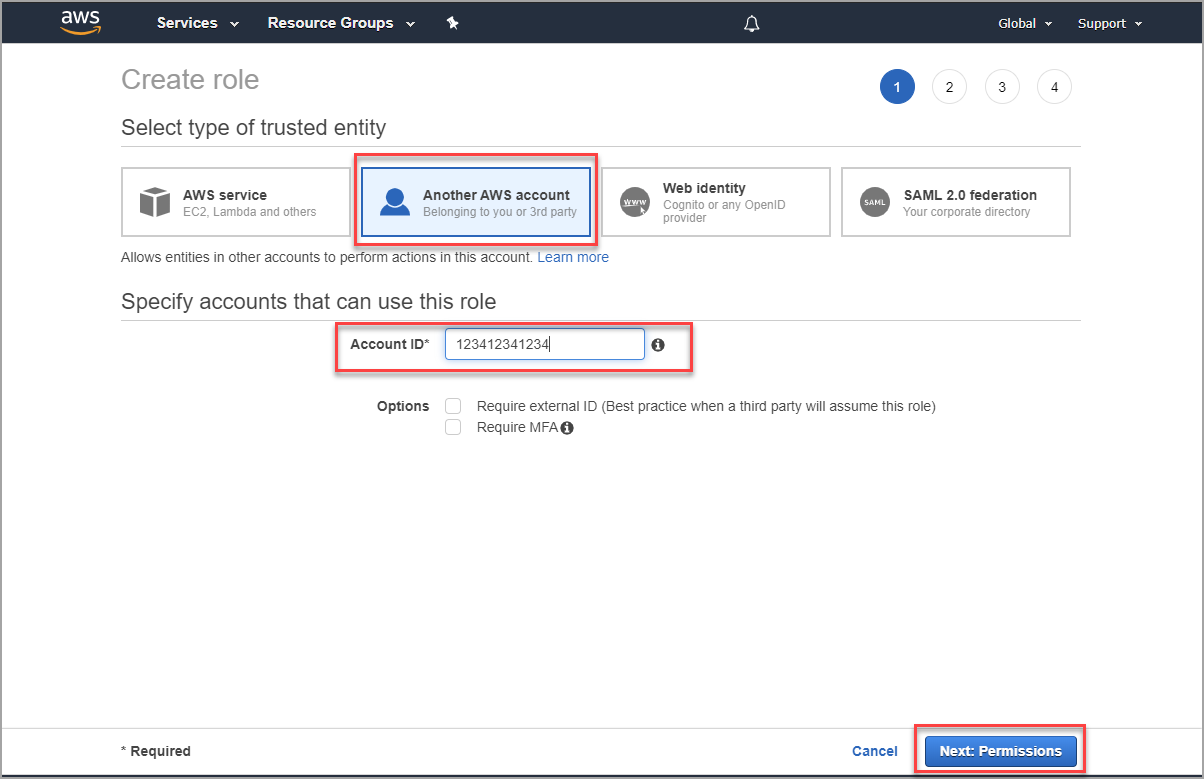 aws Services Resource Groups Global Support
Create role
1 2 3 4
Select type of trusted entity
AWS service
EC2, Lambda and others
Another AWS account
Belonging to you or 3rd party
www
Web identity
Cognito or any OpenID
provider
SAML
SAML 2.0 federation
Your corporate directory
Allows entities in other accounts to perform actions in this account. Learn more
Specify accounts that can use this role
Account ID* 123412341234
Options Require external ID (Best practice when a third party will assume this role)
Require MFA
* Required Cancel Next: Permissions